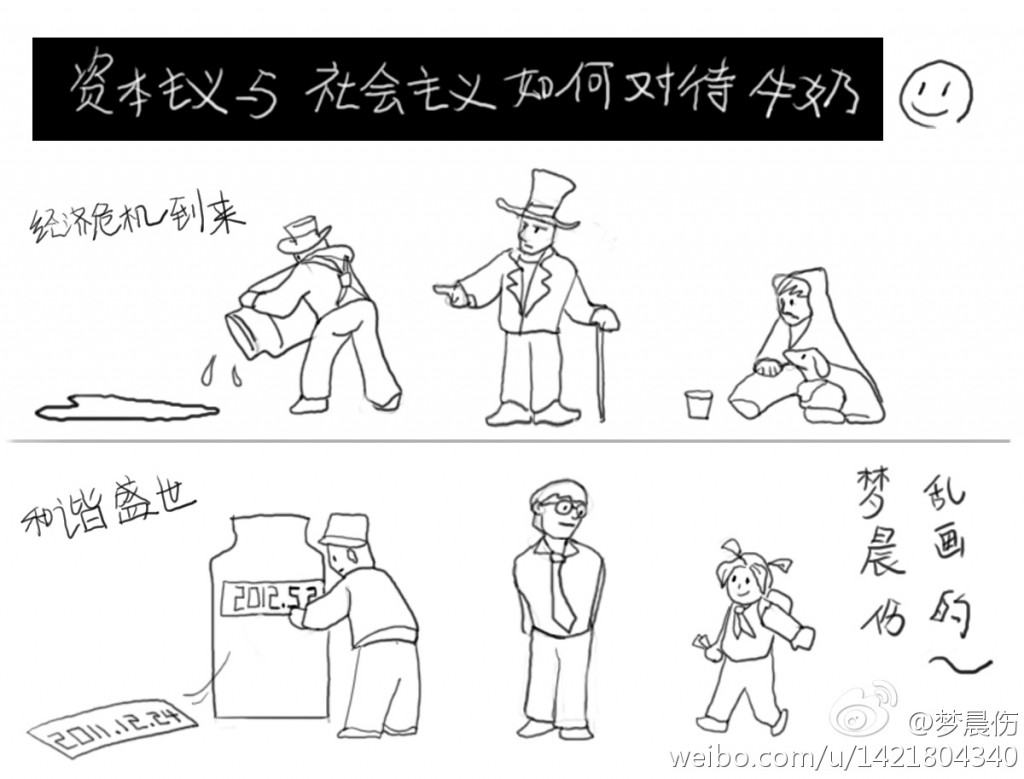 资本主义与 社会主义 如何对待 牛奶
经济危机到来
和谐盛世
2012.5.2
2011.12.24
梦晨伤
乱画的～
@梦晨伤
weibo.com/u/1421804340